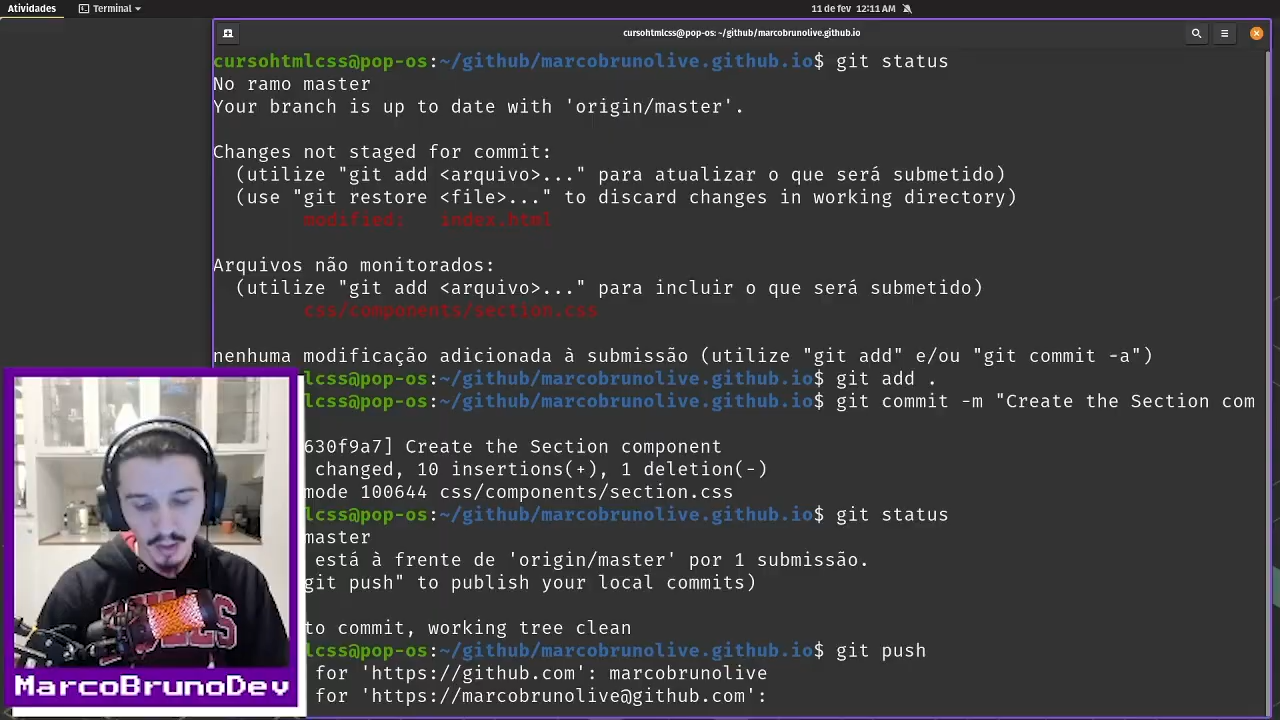 Atividades
Terminal
11 de fev 12:11 AM
cursohtmlcss@pop-os: ~/github/marcobrunolive.github.io
cursohtmlcss@pop-os:~/github/marcobrunolive.github.io$ git status
No ramo master
Your branch is up to date with 'origin/master'.
Changes not staged for commit:
(utilize "git add <arquivo>..." para atualizar o que será submetido)
(use "git restore <file>..." to discard changes in working directory)
modified: index.html
Arquivos não monitorados:
(utilize "git add <arquivo>..." para incluir o que será submetido)
css/components/section.css
nenhuma modificação adicionada à submissão (utilize "git add" e/ou "git commit -a")
lcss@pop-os:~/github/marcobrunolive.github.io$ git add .
lcss@pop-os:~/github/marcobrunolive.github.io$ git commit -m "Create the Section com
630f9a7] Create the Section component
changed, 10 insertions(+), 1 deletion(-)
mode 100644 css/components/section.css
lcss@pop-os:~/github/marcobrunolive.github.io$ git status
master
está à frente de 'origin/master' por 1 submissão.
git push" to publish your local commits)
to commit, working tree clean
lcss@pop-os:~/github/marcobrunolive.github.io$ git push
for 'https://github.com': marcobrunolive
for 'https://marcobrunolive@github.com':
MarcoBrunoDev